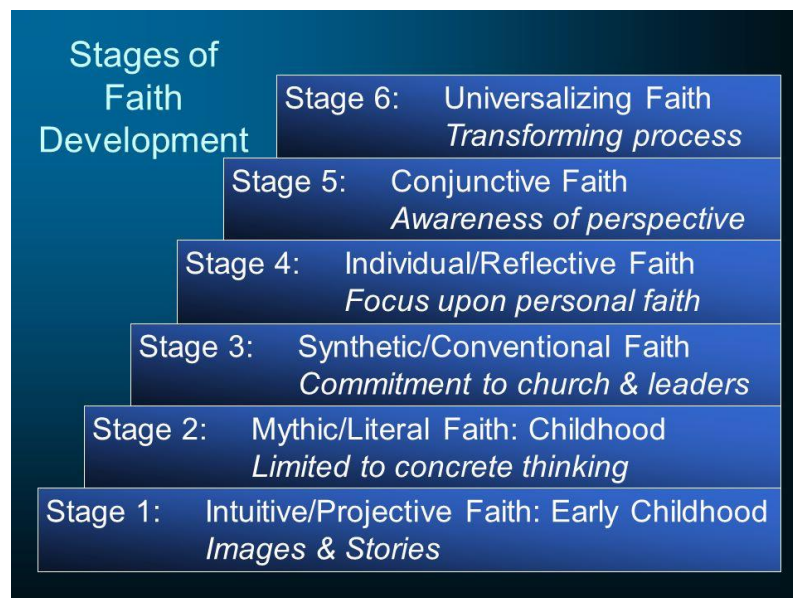 Stages of
Faith
Development
Stage 6: Universalizing Faith
Transforming process
Stage 5: Conjunctive Faith
Awareness of perspective
Stage 4: Individual/Reflective Faith
Focus upon personal faith
Stage 3: Synthetic/Conventional Faith
Commitment to church & leaders
Stage 2: Mythic/Literal Faith: Childhood
Limited to concrete thinking
Stage 1: Intuitive/Projective Faith: Early Childhood
Images & Stories